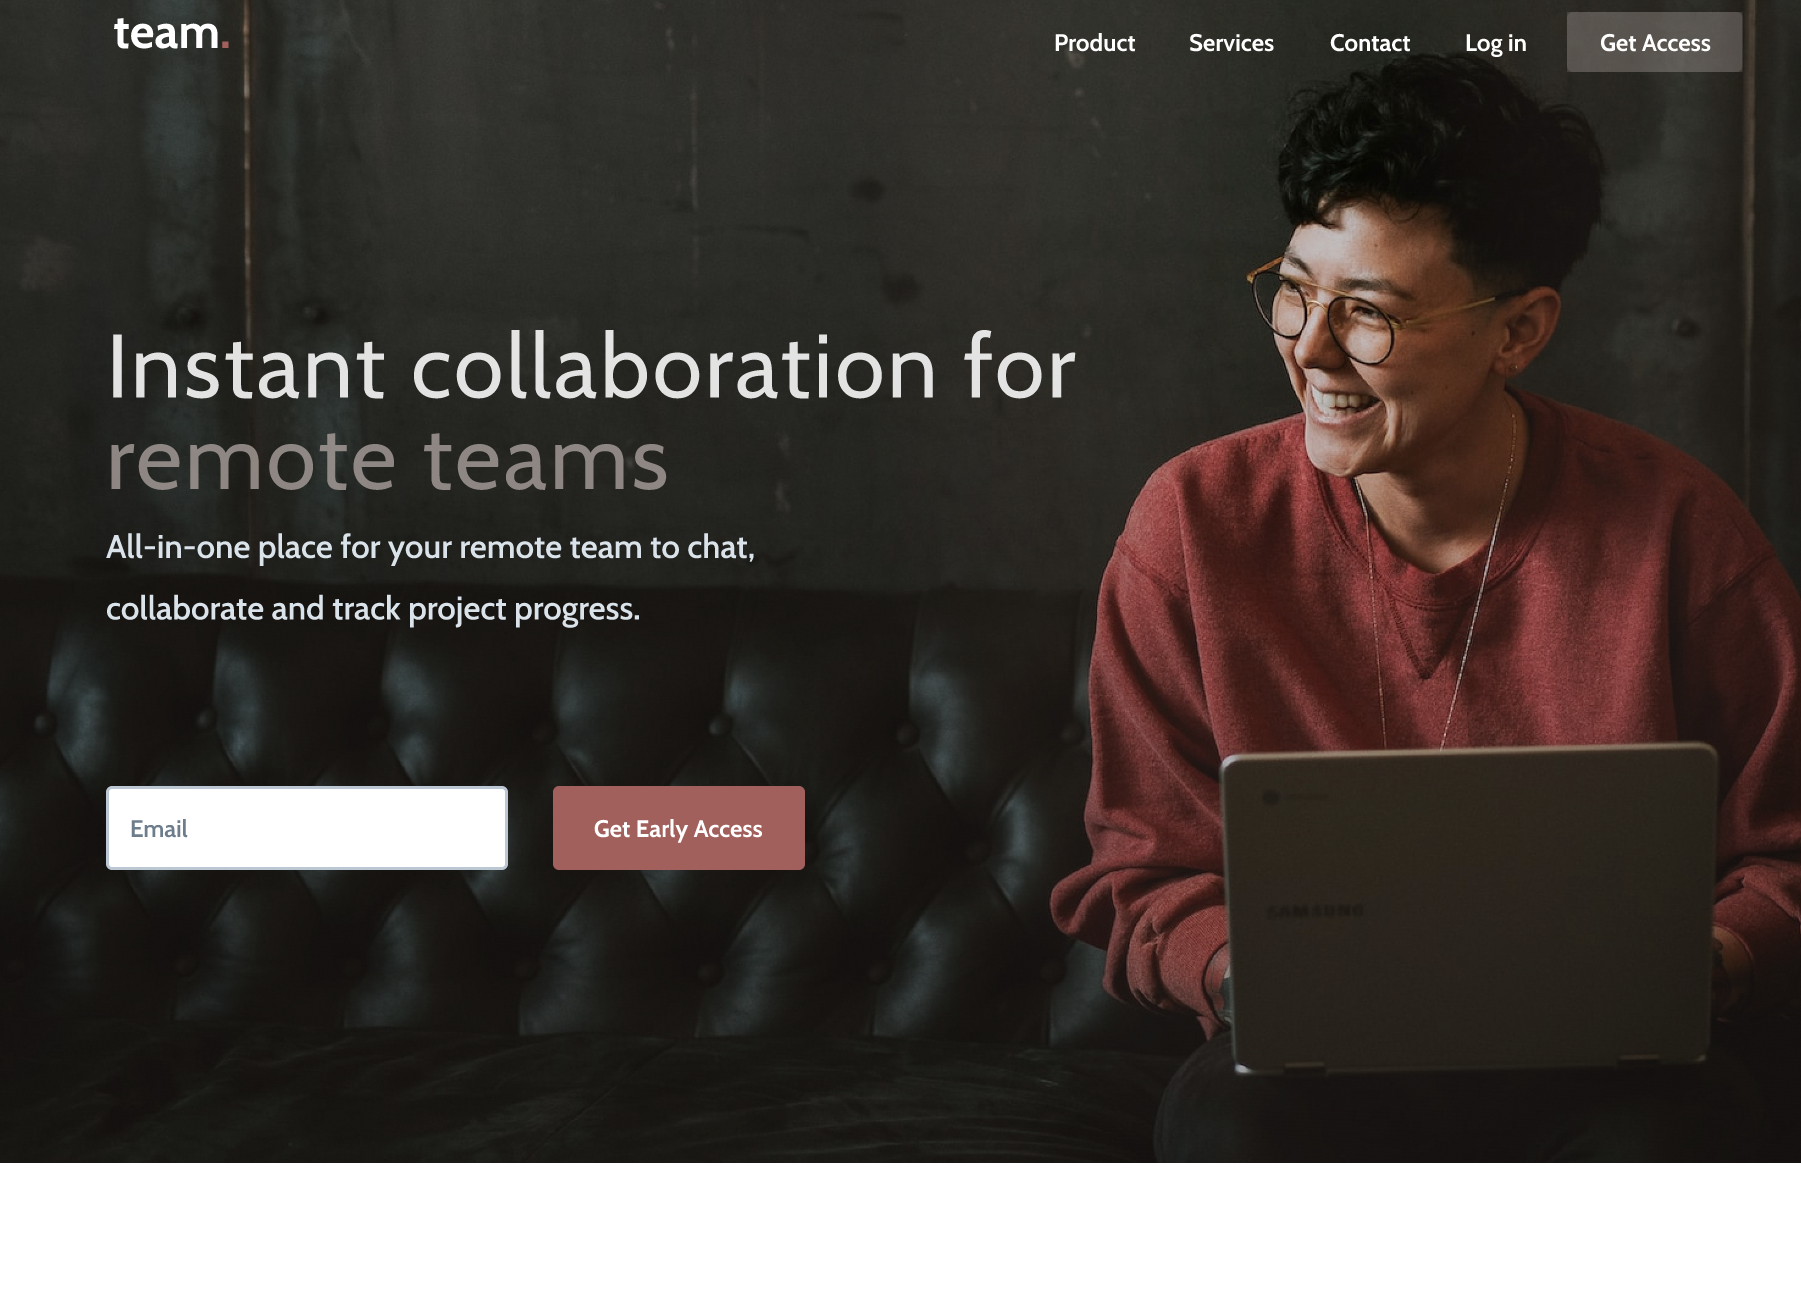 team.
Product
Services
Contact
Log in
Get Access
Instant collaboration for
remote teams
All-in-one place for your remote team to chat,
collaborate and track project progress.
Email
Get Early Access
SAMSUNG